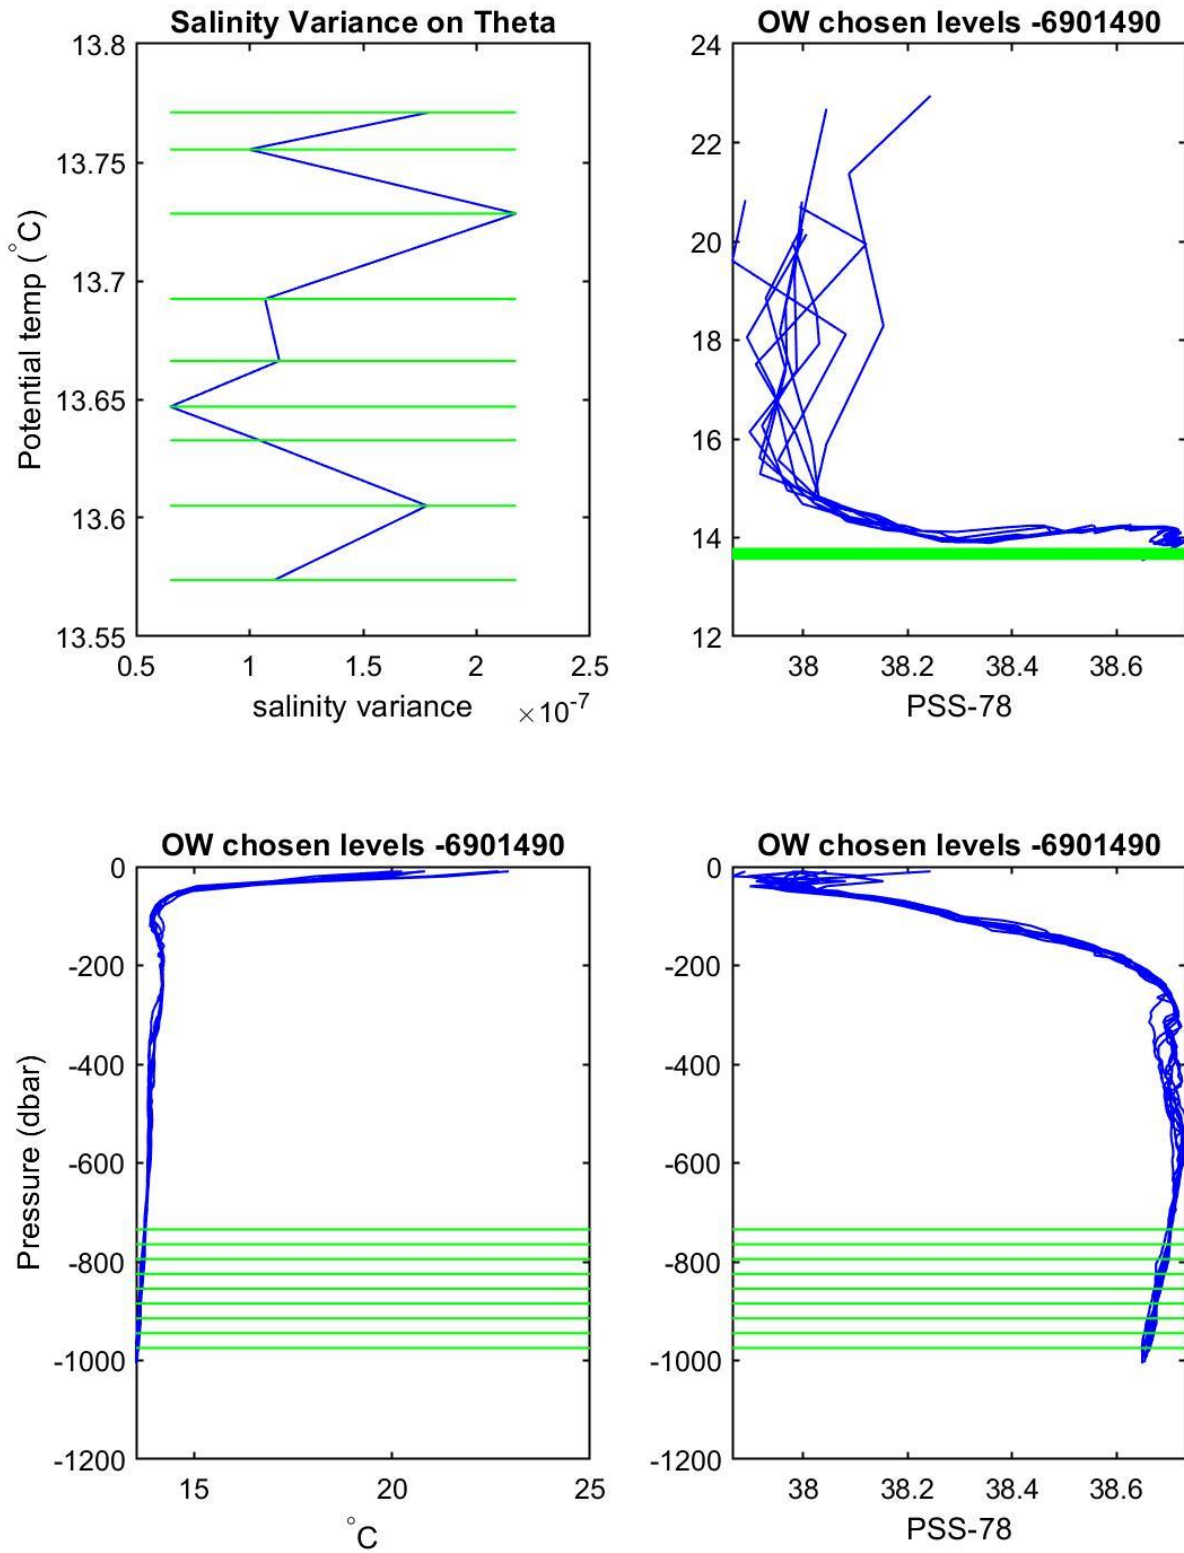 Salinity Variance on Theta
13.8
13.75
13.7
13.65
13.6
13.55
Potential temp (°C)
0.5 1 1.5 2 2.5
salinity variance ×10-7
OW chosen levels -6901490
24
22
20
18
16
14
12
38 38.2 38.4 38.6
PSS-78
OW chosen levels -6901490
0
-200
-400
-600
-800
-1000
-1200
Pressure (dbar)
15 20 25
°C
OW chosen levels -6901490
0
-200
-400
-600
-800
-1000
-1200
38 38.2 38.4 38.6
PSS-78